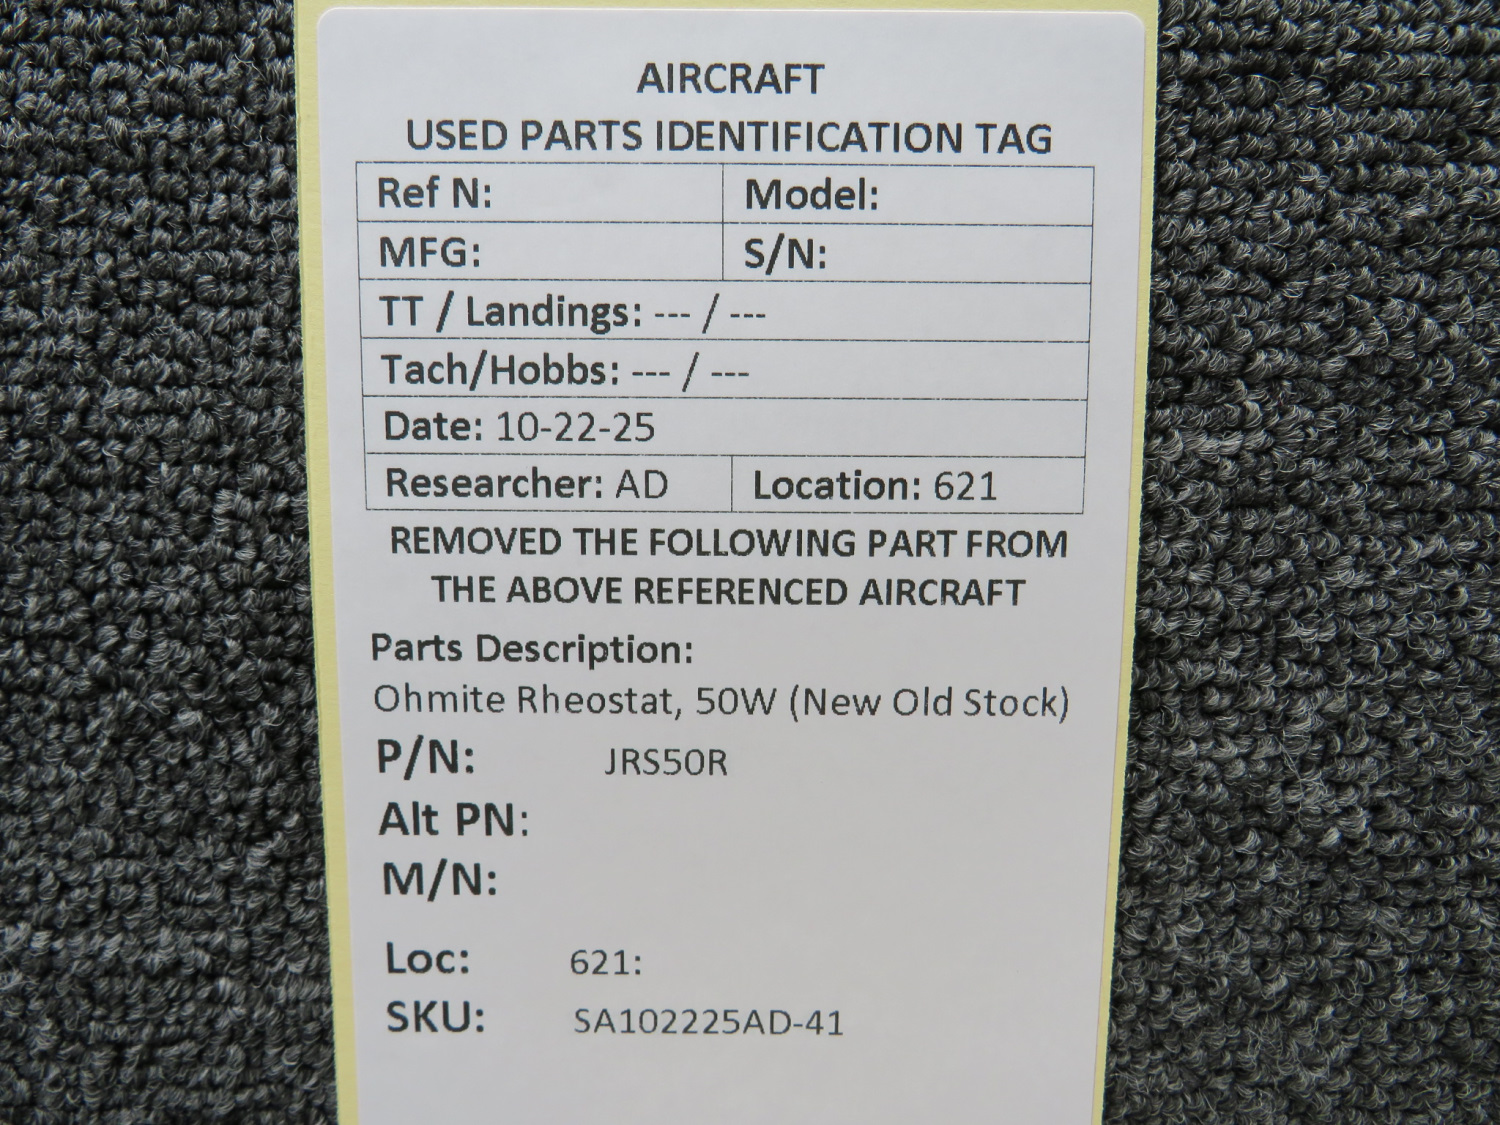 AIRCRAFT
USED PARTS IDENTIFICATION TAG
Ref N: Model:
MFG: S/N:
TT / Landings: --- / ---
Tach/Hobbs: --- / ---
Date: 10-22-25
Researcher: AD Location: 621
REMOVED THE FOLLOWING PART FROM
THE ABOVE REFERENCED AIRCRAFT
Parts Description:
Ohmite Rheostat, 50W (New Old Stock)
P/N: JRS50R
Alt PN:
M/N:
Loc: 621:
SKU: SA102225AD-41